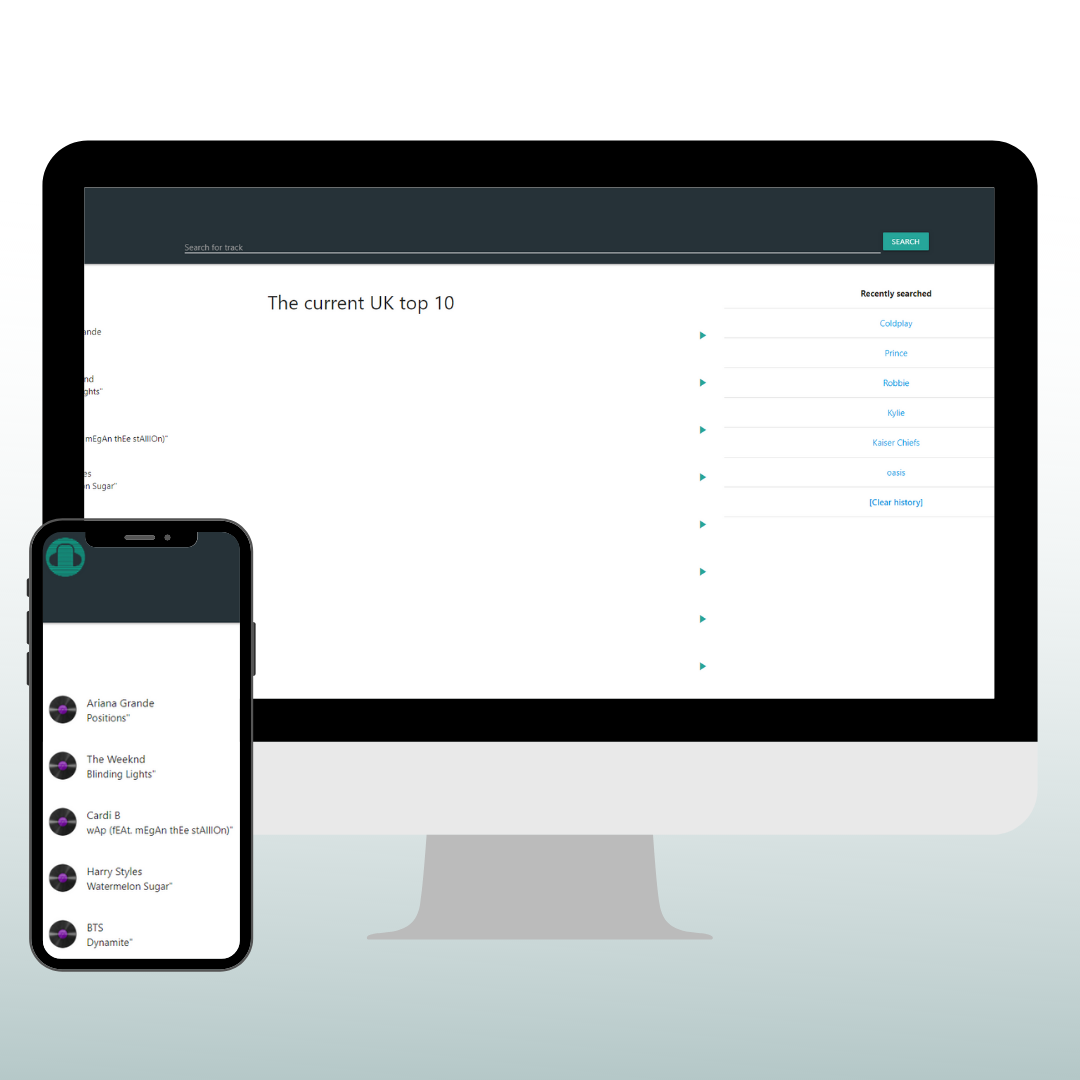 Search for track
SEARCH
The current UK top 10
Recently searched
Coldplay
Prince
Robbie
Kylie
Kaiser Chiefs
oasis
[Clear history]
ande
nd
ghts"
mEgAn thEe stAllIOn)"
es
n Sugar"
Ariana Grande
Positions"
The Weeknd
Blinding Lights"
Cardi B
wAp (fEAt. mEgAn thEe stAllIOn)"
Harry Styles
Watermelon Sugar"
BTS
Dynamite"